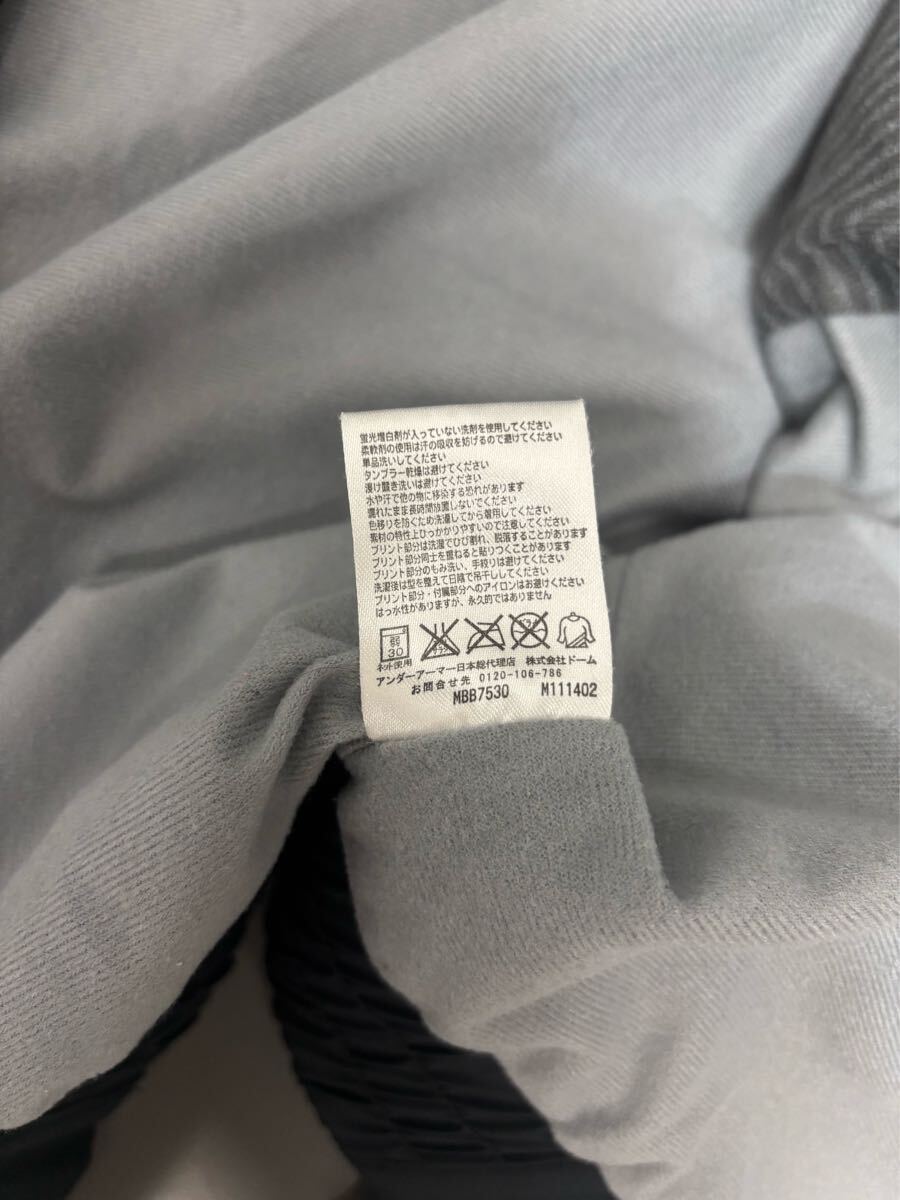 蛍光増白剤が入っていない洗剤を使用してください
柔軟剤の使用は汗の吸収を妨げるので避けてください
単品洗いしてください
タンブラー乾燥は避けてください
浸け置き洗いは避けてください
水や汗で他の物に移染する恐れがあります
濡れたまま長時間放置しないでください
色移りを防ぐため洗濯してから着用してください
素材の特性上ひっかかりやすいので注意してください
プリント部分は洗濯でひび割れ、脱落することがあります
プリント部分同士を重ねると貼りつくことがあります
プリント部分のもみ洗い、手絞りは避けてください
洗濯後は型を整えて日陰で吊干ししてください
プリント部分・付属部分へのアイロンはお避けください
はっ水性がありますが、永久的ではありません
弱 30
ネット使用
アンダーアーマー日本総代理店 株式会社ドーム
お問合せ先 0120-106-786
MBB7530 M111402